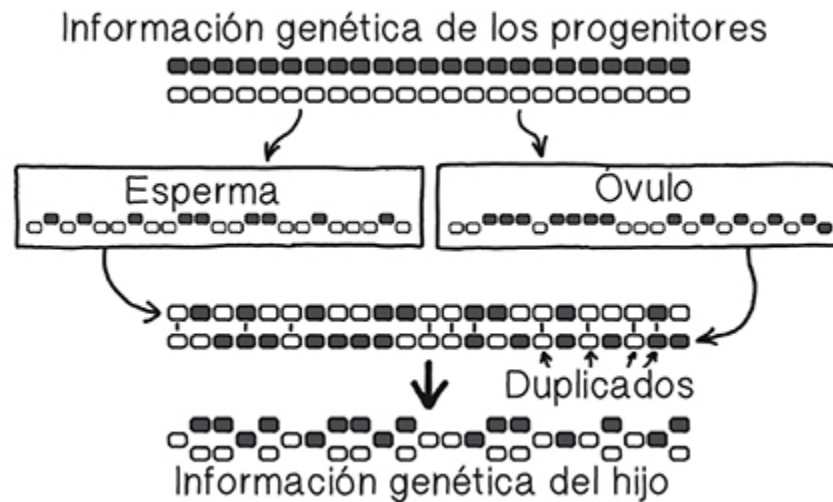 Información genética de los progenitores
Esperma
Óvulo
Duplicados
Información genética del hijo